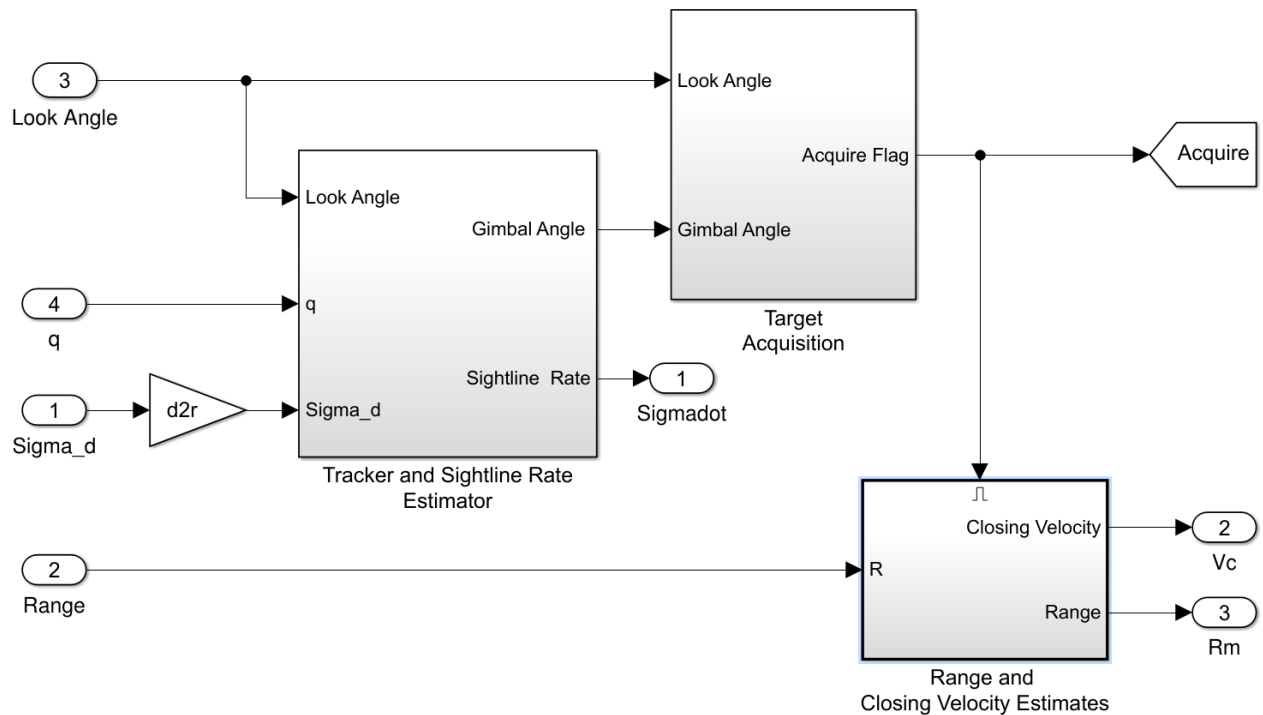 3
Look Angle
Look Angle
Gimbal Angle
Acquire Flag
Target
Acquisition
Acquire
Look Angle
q
Sigma_d
Gimbal Angle
Sightline Rate
Tracker and Sightline Rate
Estimator
4
q
1
Sigma_d
d2r
1
Sigmadot
2
Range
R
Closing Velocity
Range
Range and
Closing Velocity Estimates
2
Vc
3
Rm